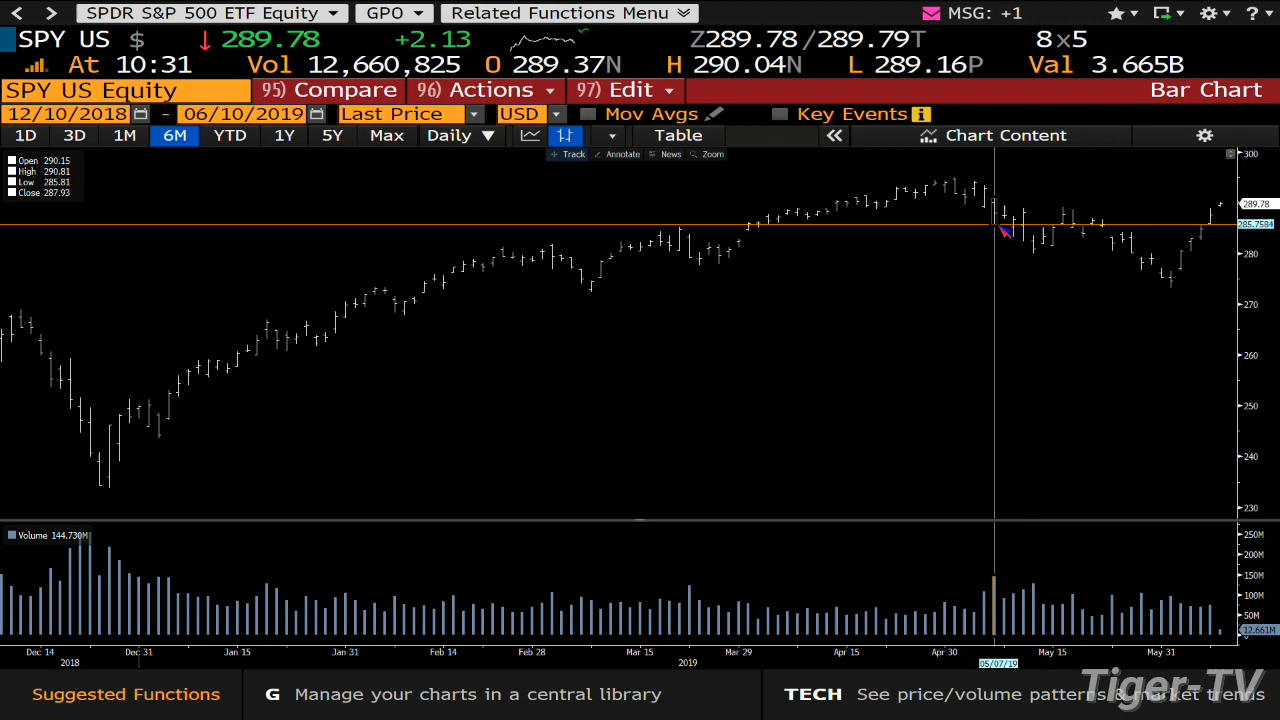 SPDR S&P 500 ETF Equity GPO Related Functions Menu MSG: +1 ?
SPY US $ ↓ 289.78 +2.13 Z289.78/289.79T 8x5
At 10:31 Vol 12,660,825 O 289.37N H 290.04N L 289.16P Val 3.665B
SPY US Equity 95) Compare 96) Actions 97) Edit Bar Chart
12/10/2018 - 06/10/2019 Last Price USD Mov Avgs Key Events i
1D 3D 1M 6M YTD 1Y 5Y Max Daily ▼ Table « Chart Content
Track Annotate News Zoom
Open 290.15
High 290.81
Low 285.81
Close 287.93
300
289.78
285.7584
280
270
260
250
240
230
Volume 144.730M
250M
200M
150M
100M
50M
12.661M
Dec 14 Dec 31 Jan 15 Jan 31 Feb 14 Feb 28 Mar 15 Mar 29 Apr 15 Apr 30 May 15 May 31
2018 2019 05/07/19
Suggested Functions G Manage your charts in a central library TECH See price/volume patterns & market trends
Tiger-TV